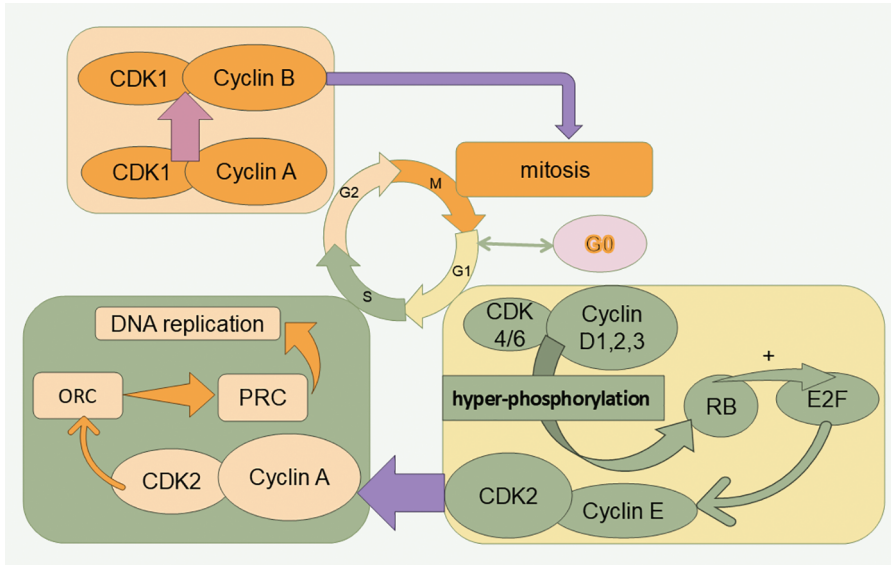 CDK1
Cyclin B
CDK1
Cyclin A
mitosis
G2
M
G0
G1
S
DNA replication
ORC
PRC
CDK2
Cyclin A
CDK
4/6
Cyclin
D1,2,3
hyper-phosphorylation
RB
+
E2F
CDK2
Cyclin E